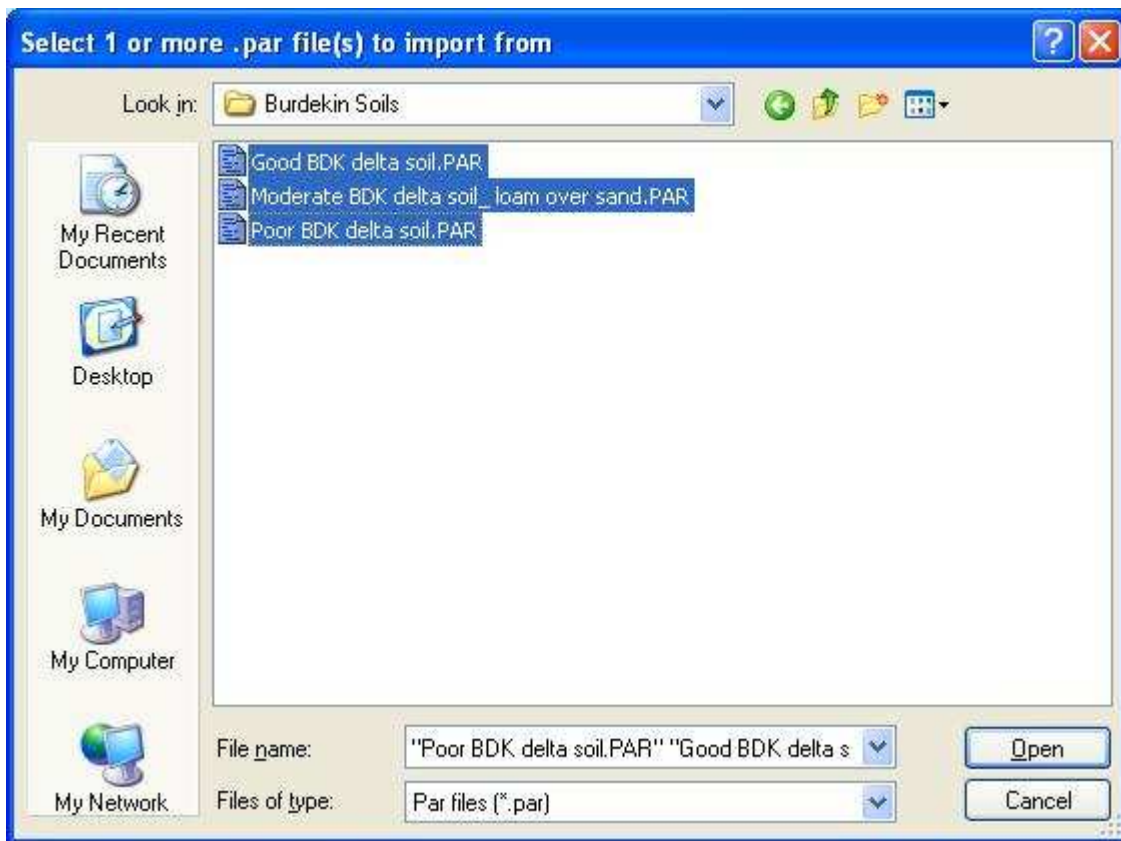 Select 1 or more .par file(s) to import from
Look in:
Burdekin Soils
Good BDK delta soil.PAR
Moderate BDK delta soil_ loam over sand.PAR
Poor BDK delta soil.PAR
My Recent
Documents
Desktop
My Documents
My Computer
My Network
File name:
"Poor BDK delta soil.PAR" "Good BDK delta s
Open
Files of type:
Par files (*.par)
Cancel